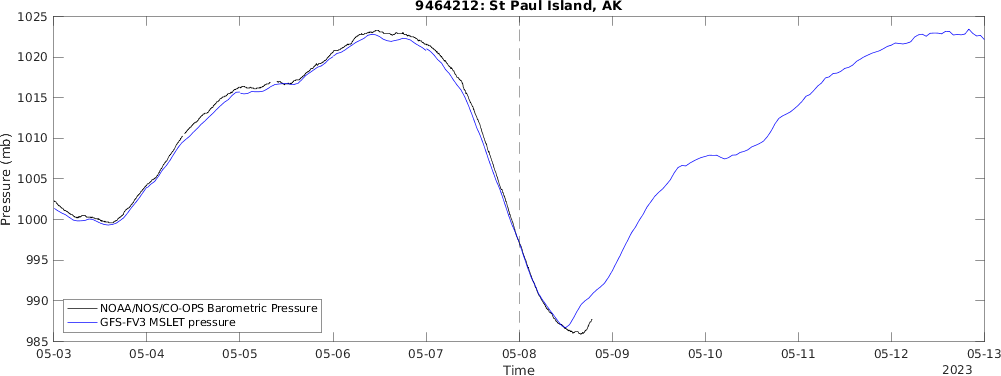 9464212: St Paul Island, AK
Pressure (mb)
1025
1020
1015
1010
1005
1000
995
990
985
NOAA/NOS/CO-OPS Barometric Pressure
GFS-FV3 MSLET pressure
05-03 05-04 05-05 05-06 05-07 05-08 05-09 05-10 05-11 05-12 05-13
Time
2023